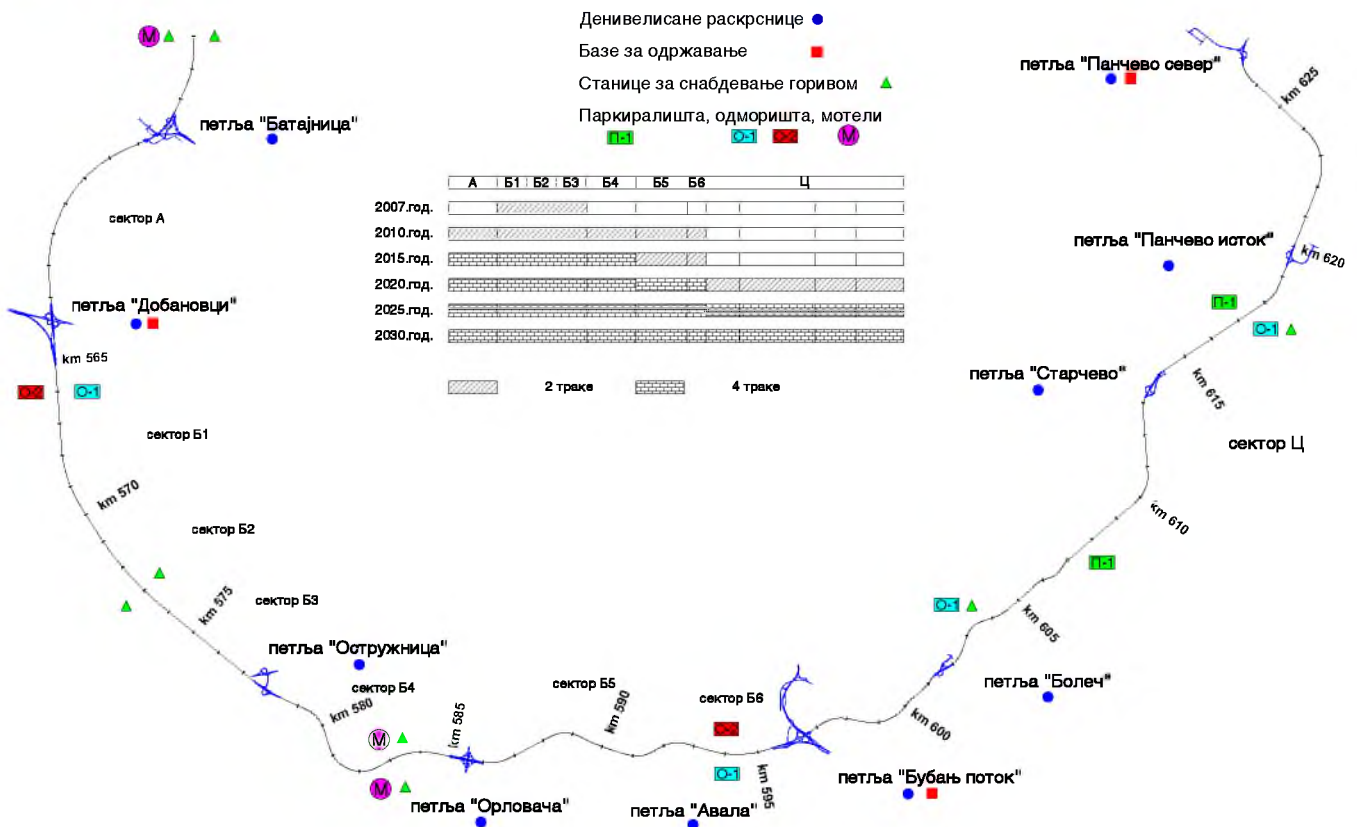 Денивелисане раскрснице
Базе за одржавање
Станице за снабдевање горивом
Паркиралишта, одморишта, мотели
П-1 О-1 О-2 М
М
петља "Батајница"
сектор А
петља "Добановци"
km 565
О-2 О-1
сектор Б1
km 570
сектор Б2
km 575
сектор Б3
петља "Остружница"
сектор Б4
km 580
М
М
km 585
петља "Орловача"
сектор Б5
km 590
петља "Авала"
сектор Б6
О-2
О-1
km 595
петља "Бубањ поток"
km 600
петља "Болеч"
О-1
km 605
П-1
km 610
сектор Ц
петља "Старчево"
km 615
П-1
О-1
km 620
петља "Панчево исток"
km 625
петља "Панчево север"
А Б1 Б2 Б3 Б4 Б5 Б6 Ц
2007.год.
2010.год.
2015.год.
2020.год.
2025.год.
2030.год.
2 траке 4 траке